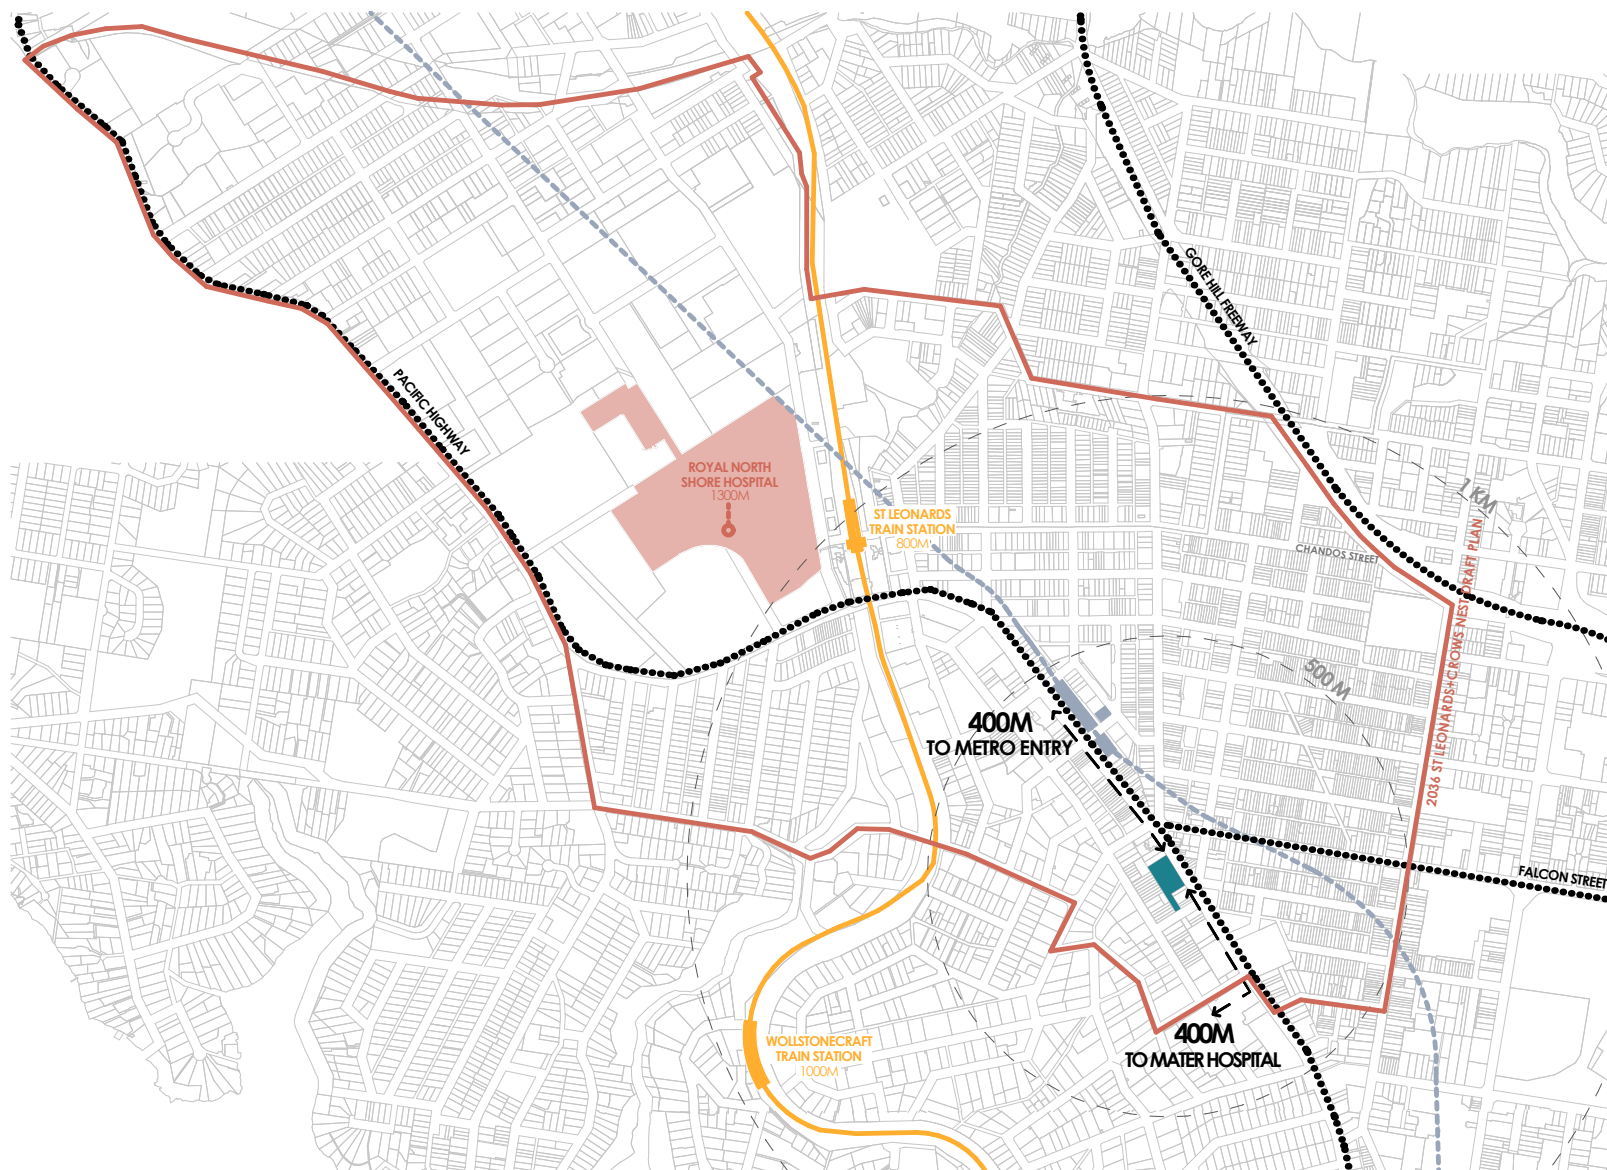 GORE HILL FREEWAY
PACIFIC HIGHWAY
ROYAL NORTH
SHORE HOSPITAL
1300M
1 KM
ST LEONARDS
TRAIN STATION
800M
CHANDOS STREET
2036 ST LEONARDS+CROWS NEST DRAFT PLAN
500 M
400M
TO METRO ENTRY
FALCON STREET
400M
TO MATER HOSPITAL
WOLLSTONECRAFT
TRAIN STATION
1000M